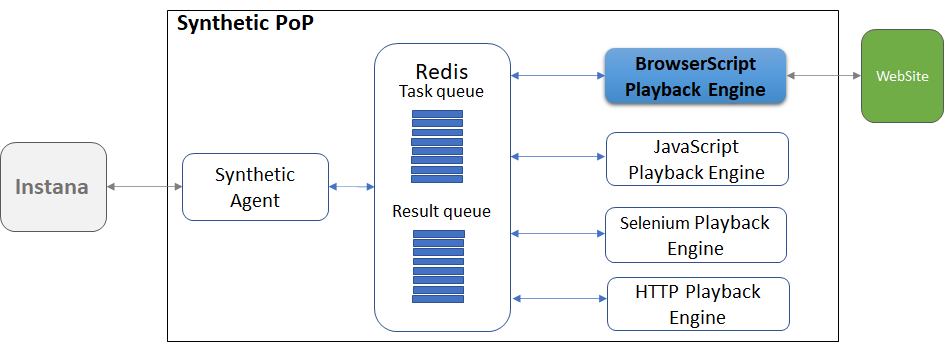 Synthetic PoP
Instana
Synthetic
Agent
Redis
Task queue
Result queue
BrowserScript
Playback Engine
JavaScript
Playback Engine
Selenium Playback
Engine
HTTP Playback
Engine
WebSite